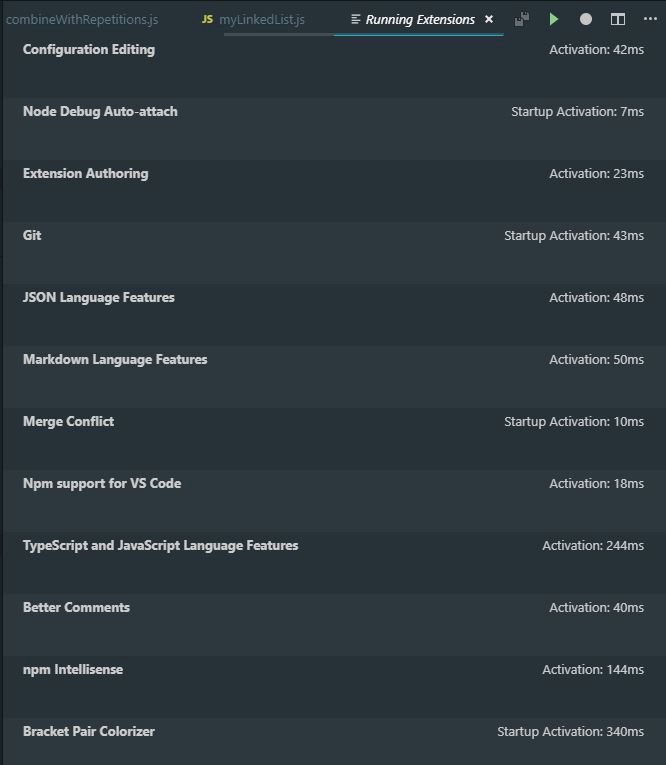 combineWithRepetitions.js JS myLinkedList.js Running Extensions
Configuration Editing Activation: 42ms
Node Debug Auto-attach Startup Activation: 7ms
Extension Authoring Activation: 23ms
Git Startup Activation: 43ms
JSON Language Features Activation: 48ms
Markdown Language Features Activation: 50ms
Merge Conflict Startup Activation: 10ms
Npm support for VS Code Activation: 18ms
TypeScript and JavaScript Language Features Activation: 244ms
Better Comments Activation: 40ms
npm Intellisense Activation: 144ms
Bracket Pair Colorizer Startup Activation: 340ms